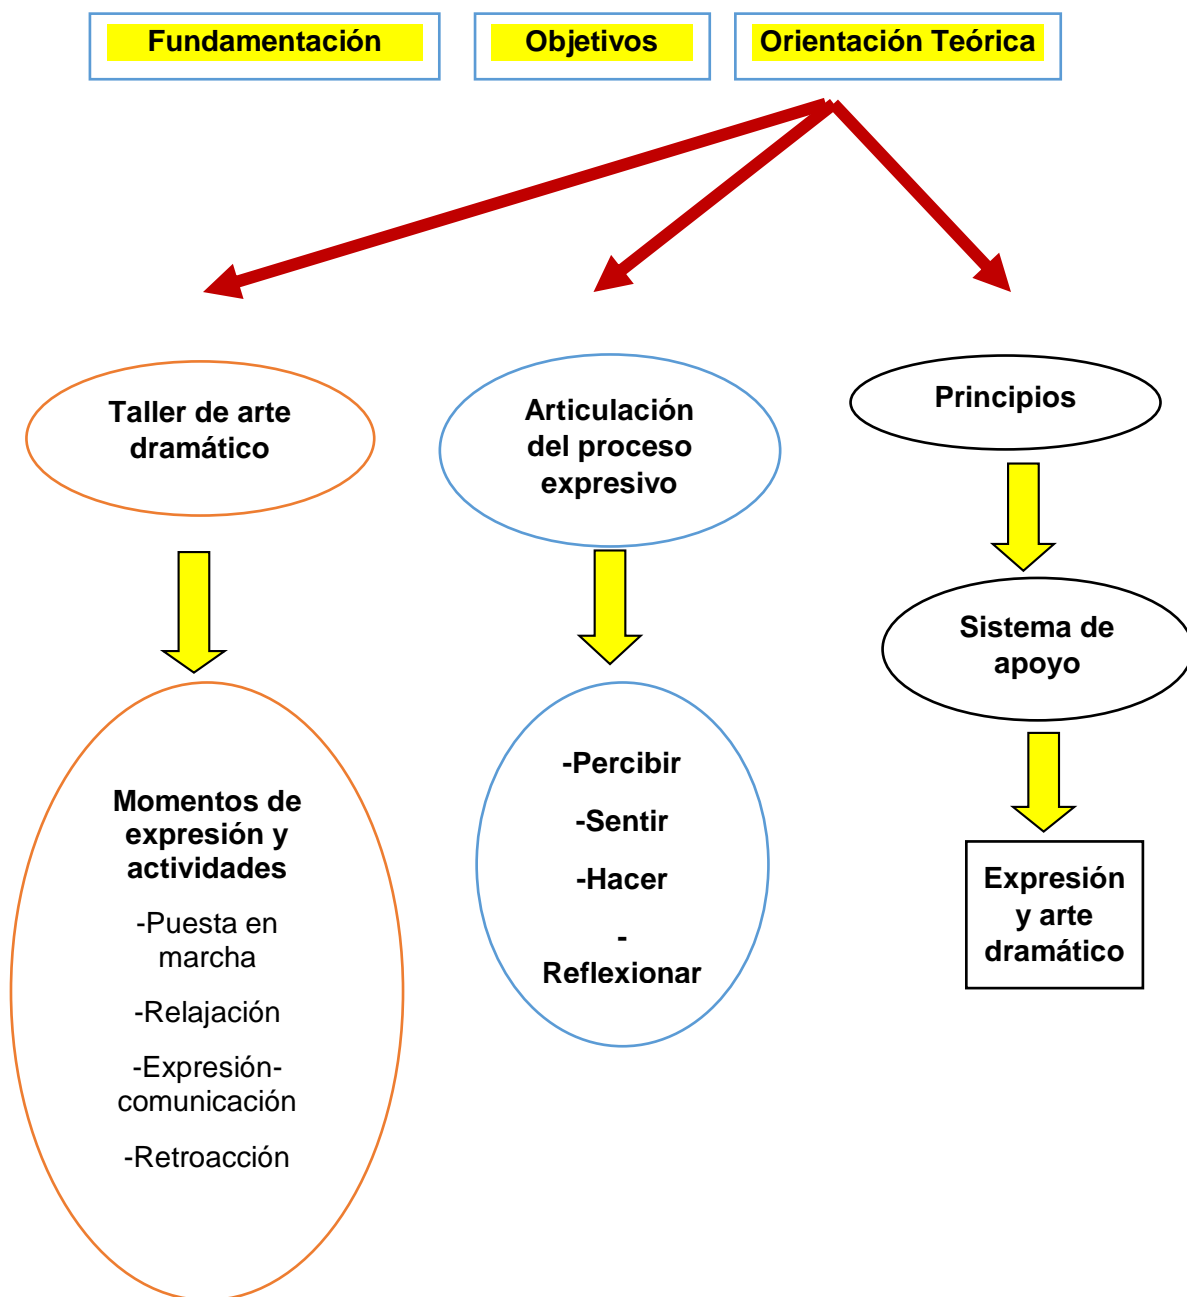 Fundamentación
Objetivos
Orientación Teórica
Taller de arte
dramático
Articulación
del proceso
expresivo
Principios
Sistema de
apoyo
Momentos de
expresión y
actividades
-Puesta en
marcha
-Relajación
-Expresión-
comunicación
-Retroacción
-Percibir
-Sentir
-Hacer
-
Reflexionar
Expresión
y arte
dramático